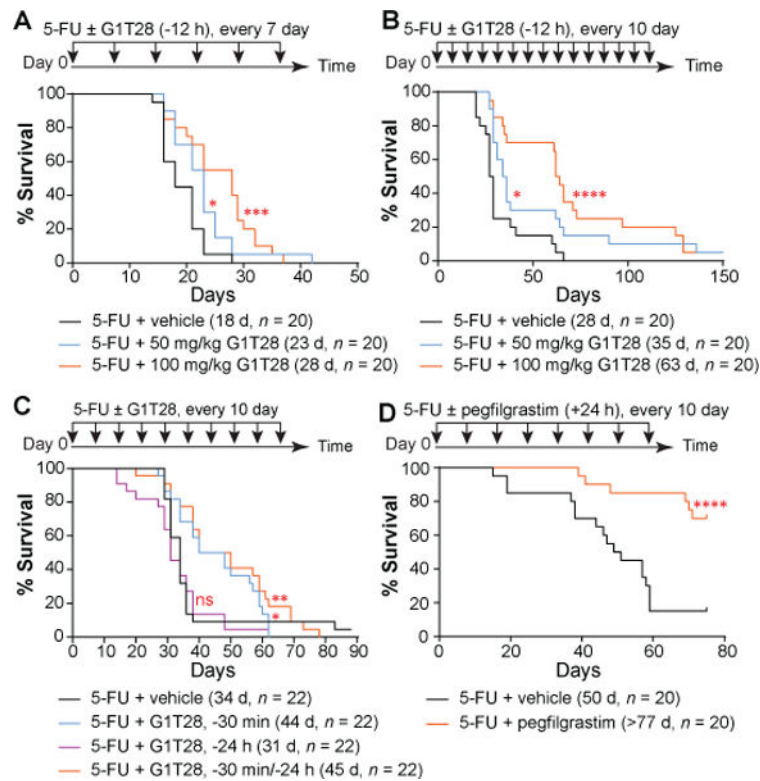 A
5-FU ± G1T28 (-12 h), every 7 day
Day 0
Time
% Survival
100
80
60
40
20
0
*
***
0 10 20 30 40 50
Days
5-FU + vehicle (18 d, n = 20)
5-FU + 50 mg/kg G1T28 (23 d, n = 20)
5-FU + 100 mg/kg G1T28 (28 d, n = 20)
B
5-FU ± G1T28 (-12 h), every 10 day
Day 0
Time
% Survival
100
80
60
40
20
0
*
****
0 50 100 150
Days
5-FU + vehicle (28 d, n = 20)
5-FU + 50 mg/kg G1T28 (35 d, n = 20)
5-FU + 100 mg/kg G1T28 (63 d, n = 20)
C
5-FU ± G1T28, every 10 day
Day 0
Time
% Survival
100
80
60
40
20
0
ns
**
*
0 10 20 30 40 50 60 70 80 90
Days
5-FU + vehicle (34 d, n = 22)
5-FU + G1T28, -30 min (44 d, n = 22)
5-FU + G1T28, -24 h (31 d, n = 22)
5-FU + G1T28, -30 min/-24 h (45 d, n = 22)
D
5-FU ± pegfilgrastim (+24 h), every 10 day
Day 0
Time
% Survival
100
80
60
40
20
0
****
0 20 40 60 80
Days
5-FU + vehicle (50 d, n = 20)
5-FU + pegfilgrastim (>77 d, n = 20)